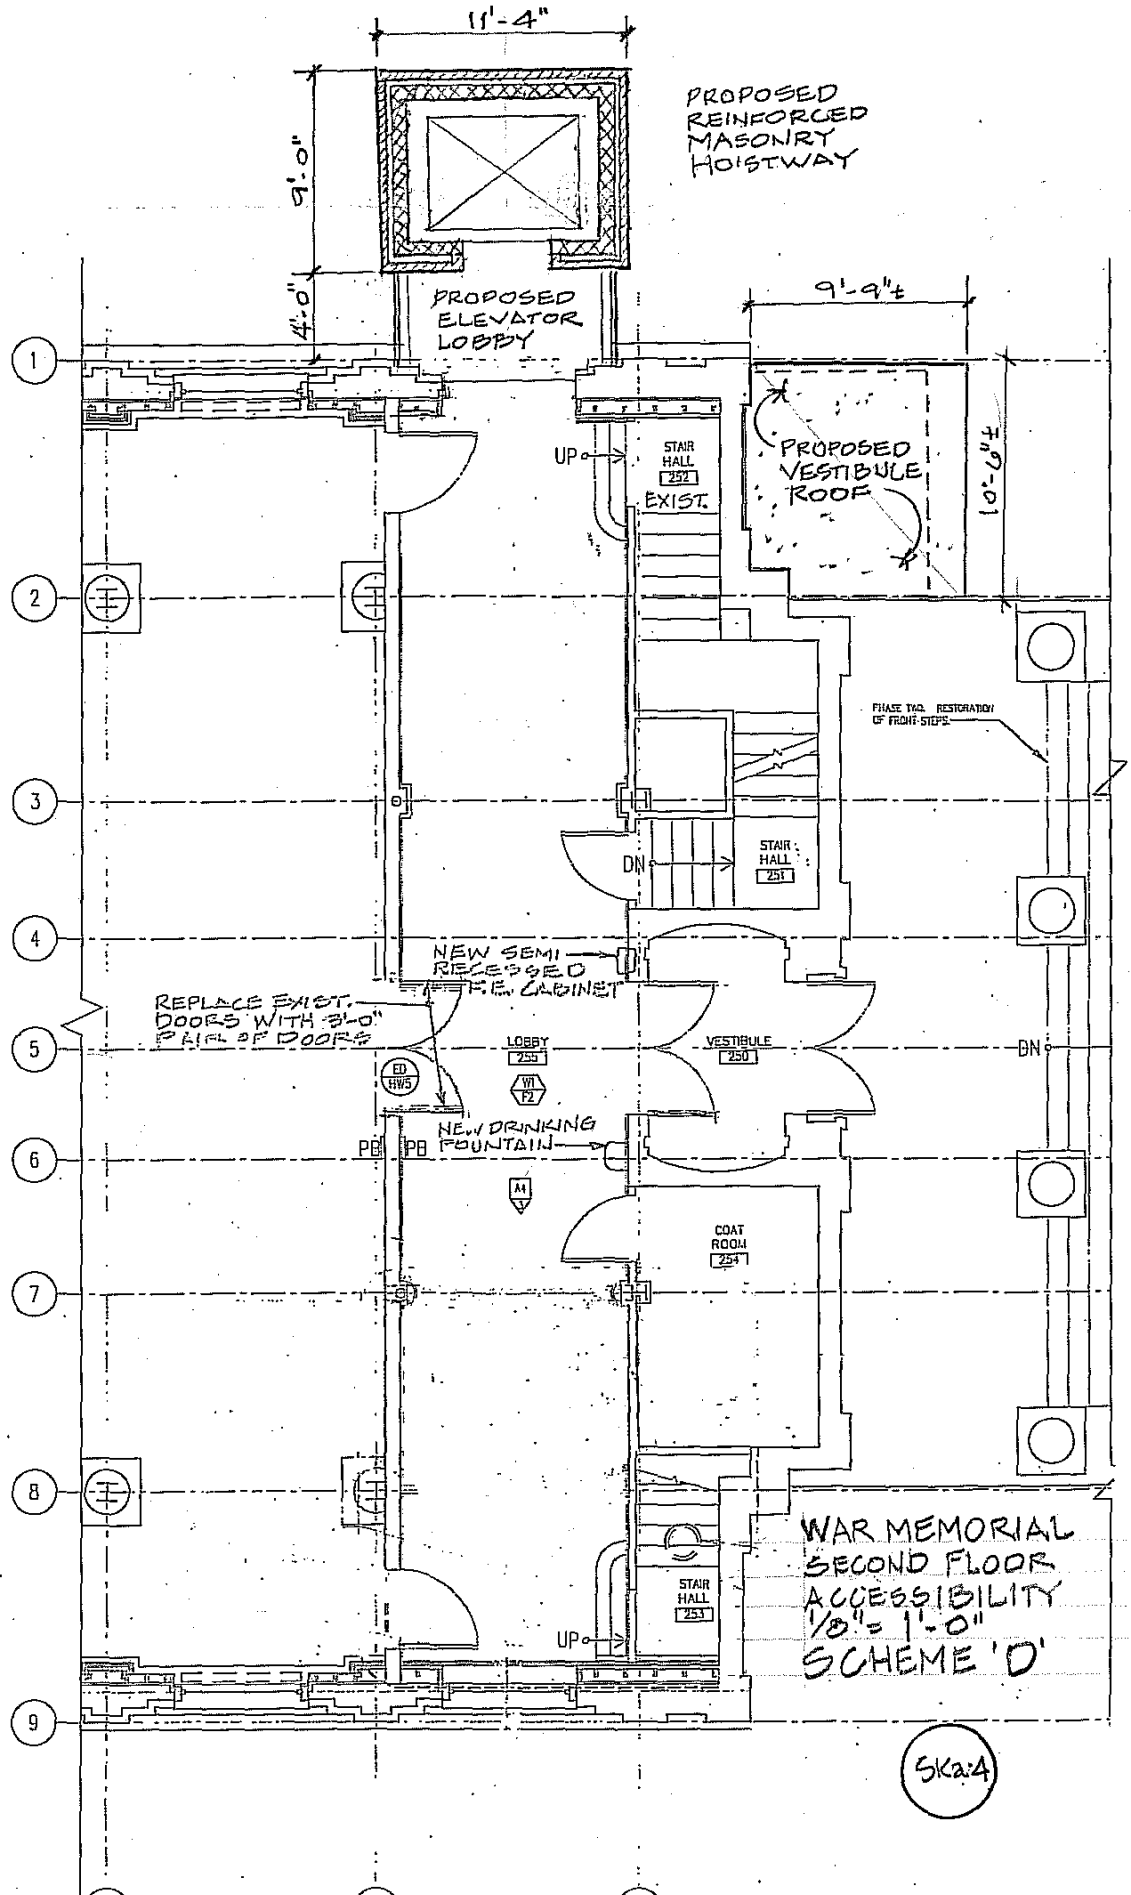 11'-4"
PROPOSED
REINFORCED
MASONRY
HOISTWAY
9'-0"
4'-0"
PROPOSED
ELEVATOR
LOBBY
9'-9"±
1
UP
STAIR
HALL
252
EXIST.
PROPOSED
VESTIBULE
ROOF
10'-9"±
2
PHASE TWO. RESTORATION
OF FRONT STEPS.
3
DN
STAIR
HALL
251
4
NEW SEMI
RECESSED
F.E. CABINET
REPLACE EXIST.
DOORS WITH 3'-0"
PAIR OF DOORS
5
LOBBY
255
VESTIBULE
250
DN
ED
HW5
W1
F2
NEW DRINKING
FOUNTAIN
PB
PB
6
A4
COAT
ROOM
254
7
8
WAR MEMORIAL
SECOND FLOOR
ACCESSIBILITY
1/8" = 1'-0"
SCHEME 'D'
STAIR
HALL
253
UP
9
SKa:4